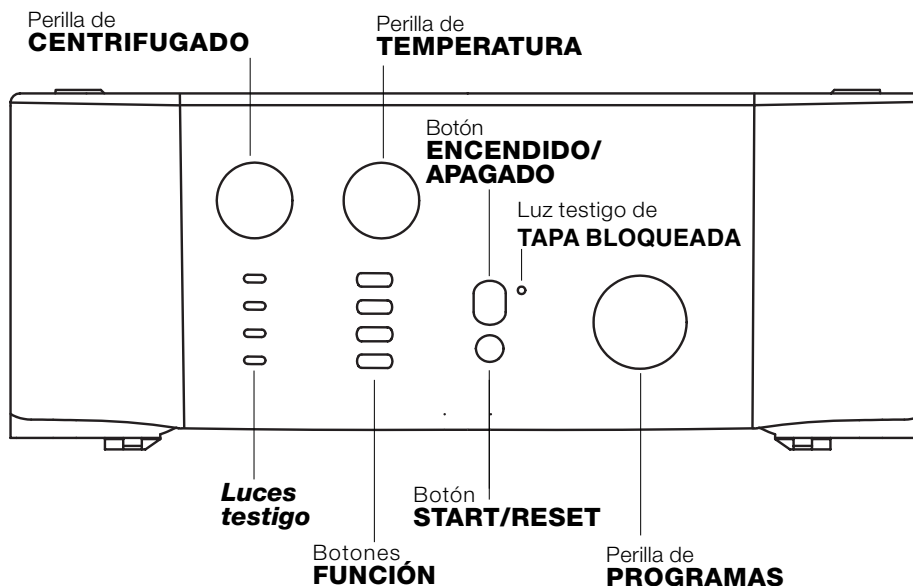 Perilla de
CENTRIFUGADO
Perilla de
TEMPERATURA
Botón
ENCENDIDO/
APAGADO
Luz testigo de
TAPA BLOQUEADA
Luces
testigo
Botones
FUNCIÓN
Botón
START/RESET
Perilla de
PROGRAMAS